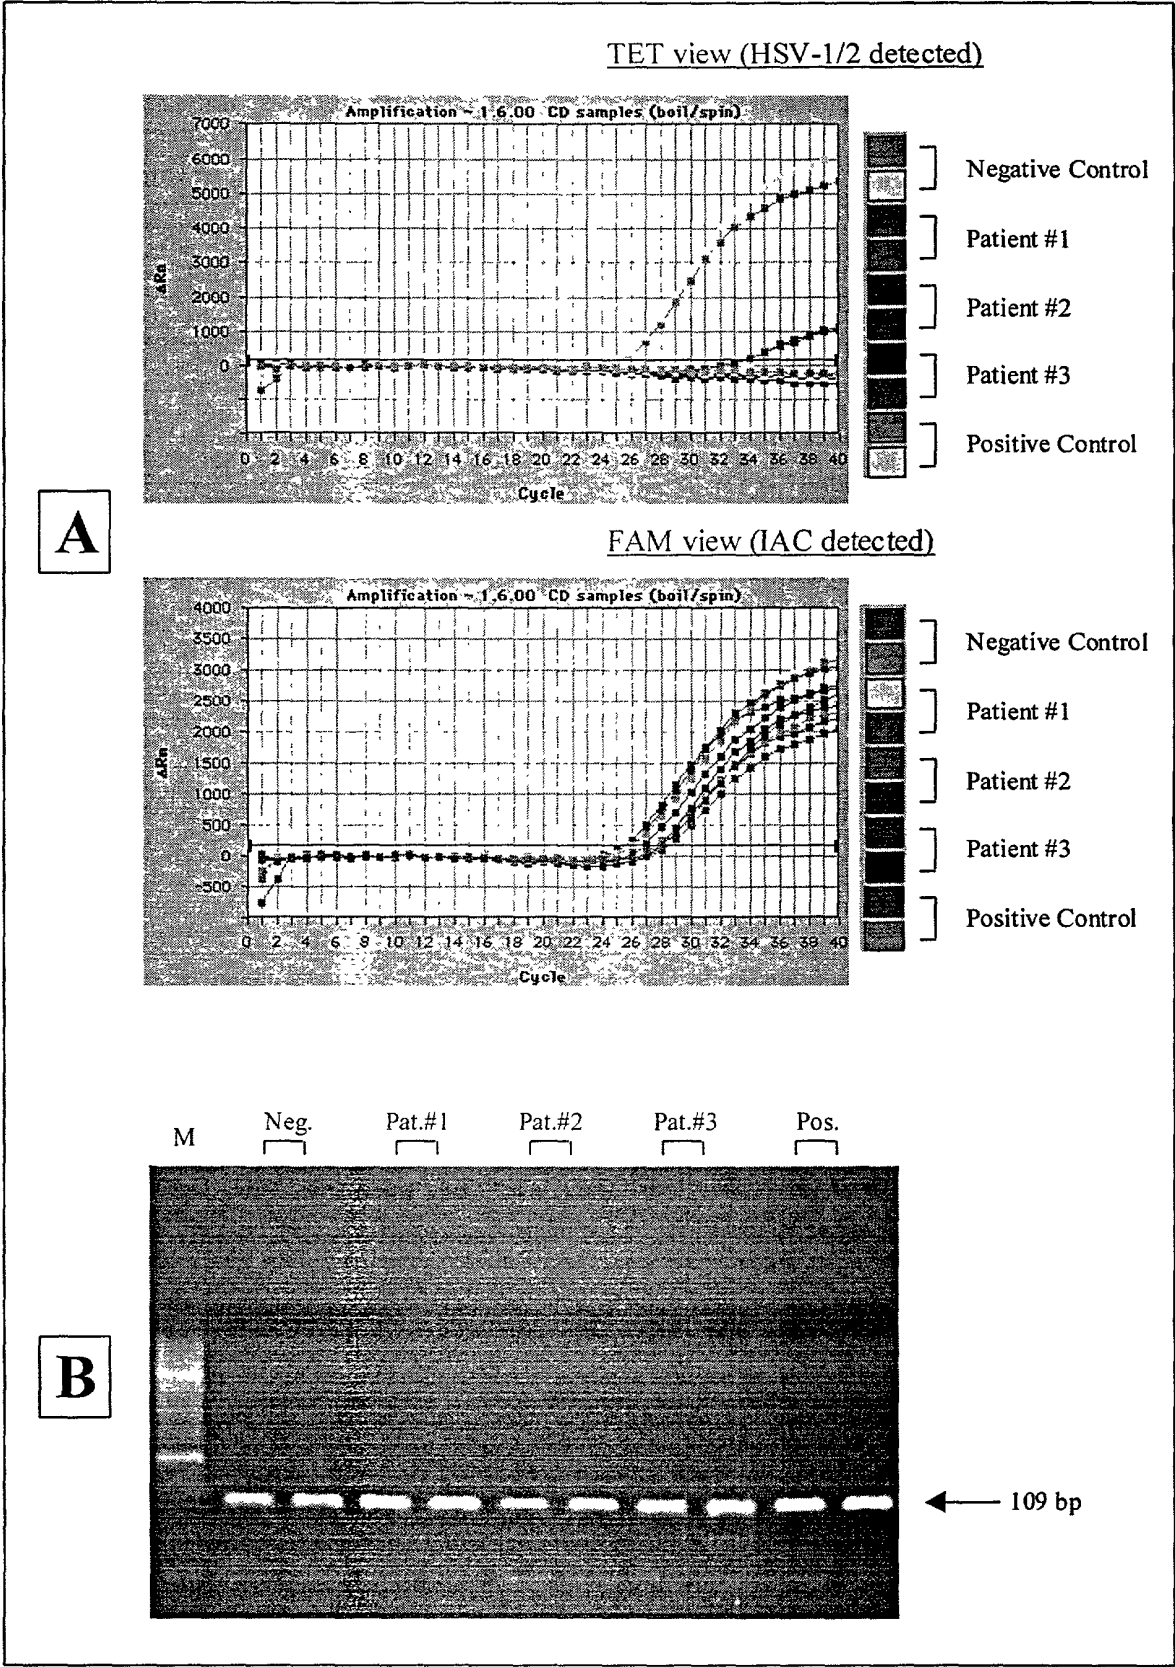 TET view (HSV-1/2 detected)
Amplification ~ 1.6.00 CD samples (boil/spin)
7000
6000
5000
4000
3000
2000
1000
0
ΔRn
0 2 4 6 8 10 12 14 16 18 20 22 24 26 28 30 32 34 36 38 40
Cycle
Negative Control
Patient #1
Patient #2
Patient #3
Positive Control
A
FAM view (IAC detected)
Amplification ~ 1.6.00 CD samples (boil/spin)
4000
3500
3000
2500
2000
1500
1000
500
0
-500
ΔRn
0 2 4 6 8 10 12 14 16 18 20 22 24 26 28 30 32 34 36 38 40
Cycle
Negative Control
Patient #1
Patient #2
Patient #3
Positive Control
M Neg. Pat.#1 Pat.#2 Pat.#3 Pos.
B
109 bp